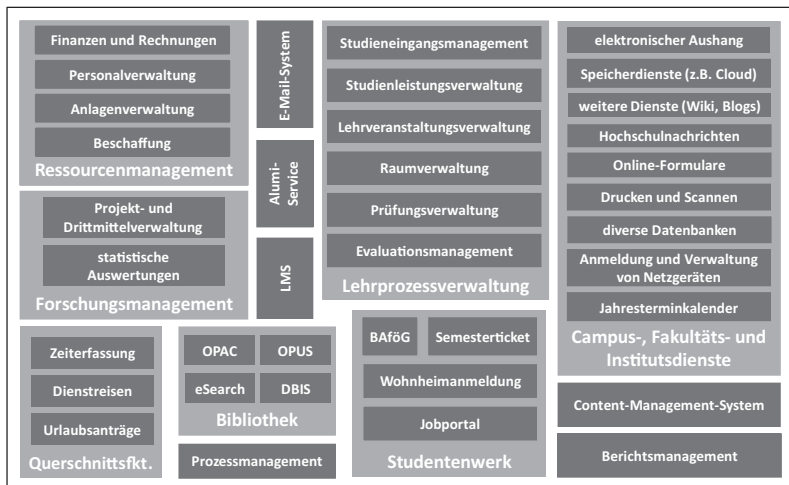 Finanzen und Rechnungen
Personalverwaltung
Anlagenverwaltung
Beschaffung
Ressourcenmanagement
Projekt- und
Drittmittelverwaltung
statistische
Auswertungen
Forschungsmanagement
E-Mail-System
Alumi-
Service
LMS
Studieneingangsmanagement
Studienleistungsverwaltung
Lehrveranstaltungsverwaltung
Raumverwaltung
Prüfungsverwaltung
Evaluationsmanagement
Lehrprozessverwaltung
elektronischer Aushang
Speicherdienste (z.B. Cloud)
weitere Dienste (Wiki, Blogs)
Hochschulnachrichten
Online-Formulare
Drucken und Scannen
diverse Datenbanken
Anmeldung und Verwaltung
von Netzgeräten
Jahresterminkalender
Campus-, Fakultäts- und
Institutsdienste
Zeiterfassung
Dienstreisen
Urlaubsanträge
Querschnittsfkt.
OPAC
OPUS
eSearch
DBIS
Bibliothek
Prozessmanagement
BAföG
Semesterticket
Wohnheimanmeldung
Jobportal
Studentenwerk
Content-Management-System
Berichtsmanagement